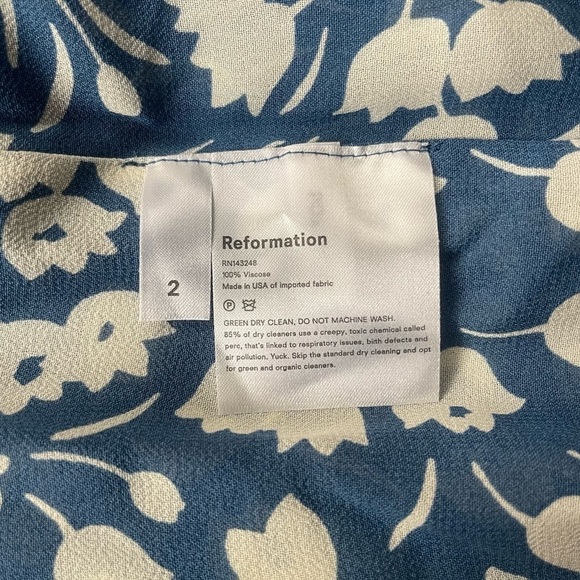 Reformation
RN143248
100% Viscose
Made in USA of imported fabric
2
P
GREEN DRY CLEAN, DO NOT MACHINE WASH.
85% of dry cleaners use a creepy, toxic chemical called
perc, that's linked to respiratory issues, birth defects and
air pollution. Yuck. Skip the standard dry cleaning and opt
for green and organic cleaners.